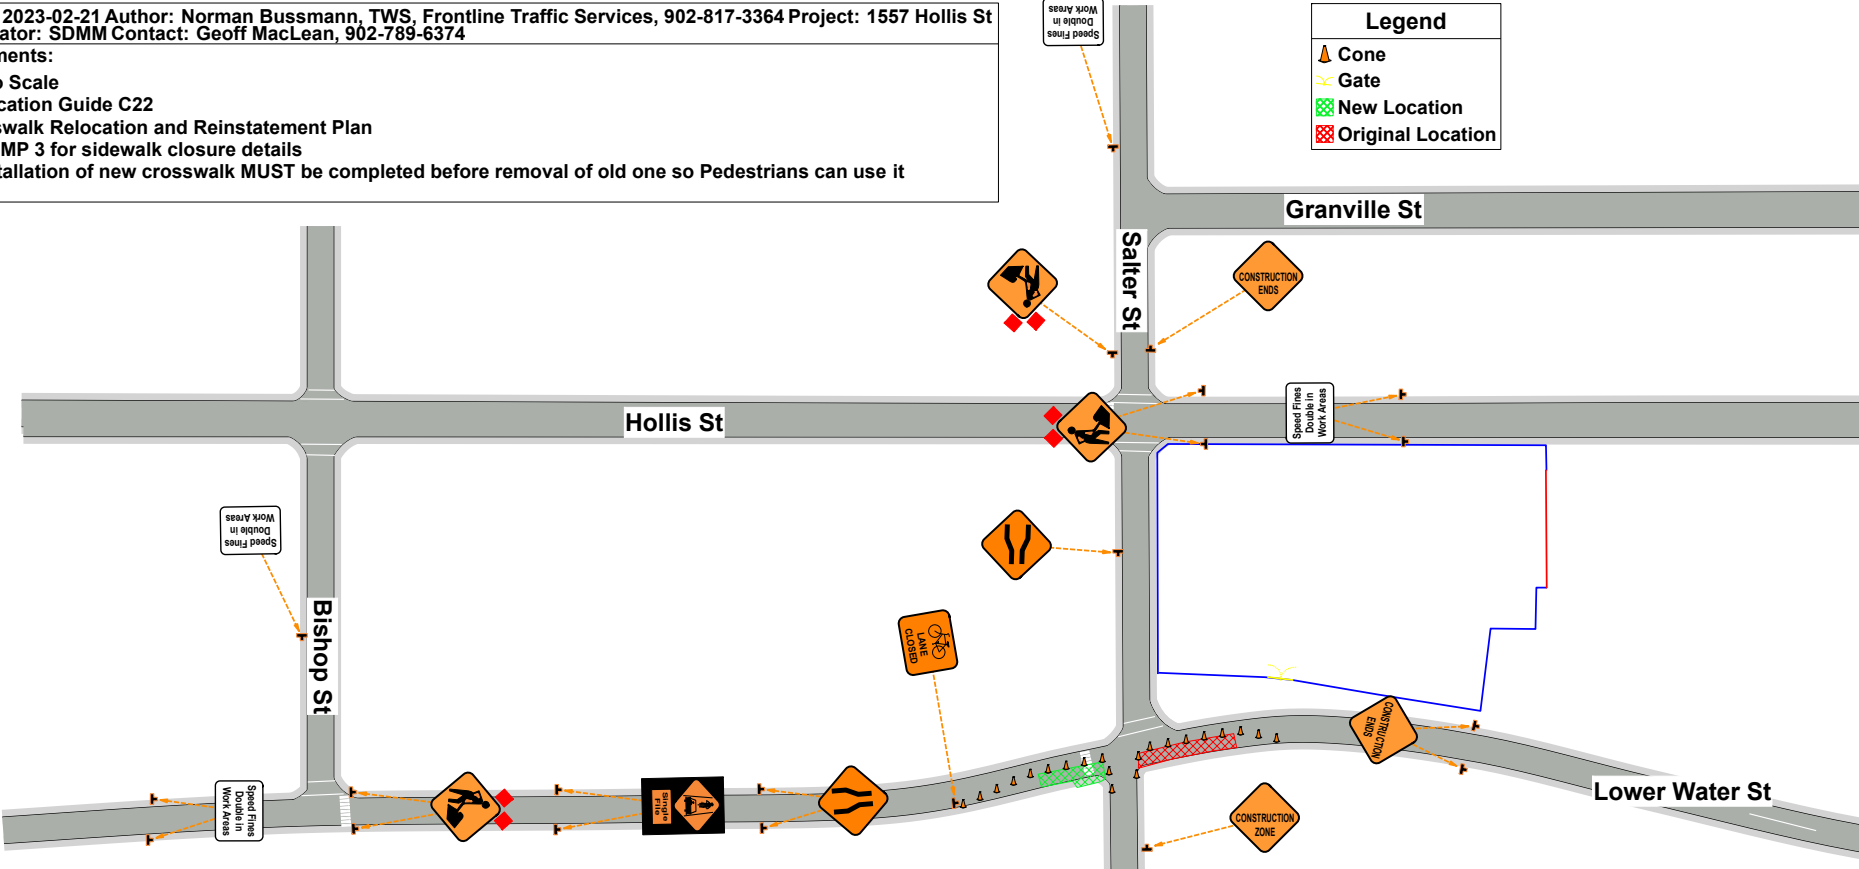 2023-02-21 Author: Norman Bussmann, TWS, Frontline Traffic Services, 902-817-3364 Project: 1557 Hollis St
ator: SDMM Contact: Geoff MacLean, 902-789-6374
ments:
o Scale
cation Guide C22
swalk Relocation and Reinstatement Plan
MP 3 for sidewalk closure details
tallation of new crosswalk MUST be completed before removal of old one so Pedestrians can use it
Speed Fines
Double in
Work Areas
Legend
Cone
Gate
New Location
Original Location
Granville St
Salter St
CONSTRUCTION
ENDS
Hollis St
Speed Fines
Double in
Work Areas
Speed Fines
Double in
Work Areas
Bishop St
LANE
CLOSED
CONSTRUCTION
ENDS
Speed Fines
Double in
Work Areas
Single
File
Lower Water St
CONSTRUCTION
ZONE